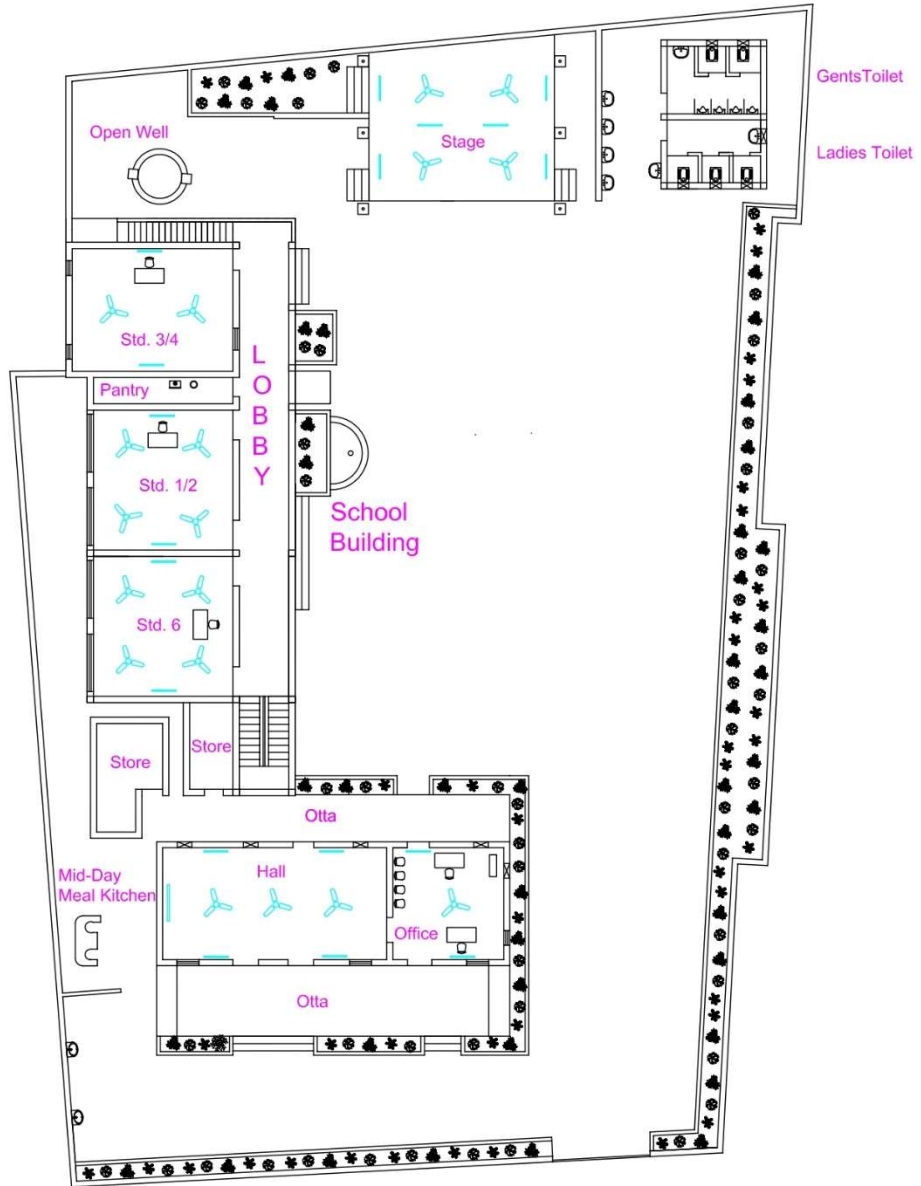 GentsToilet
Open Well
Stage
Ladies Toilet
Std. 3/4
Pantry
LOBBY
Std. 1/2
School
Building
Std. 6
Store
Store
Otta
Hall
Mid-Day
Meal Kitchen
Office
Otta